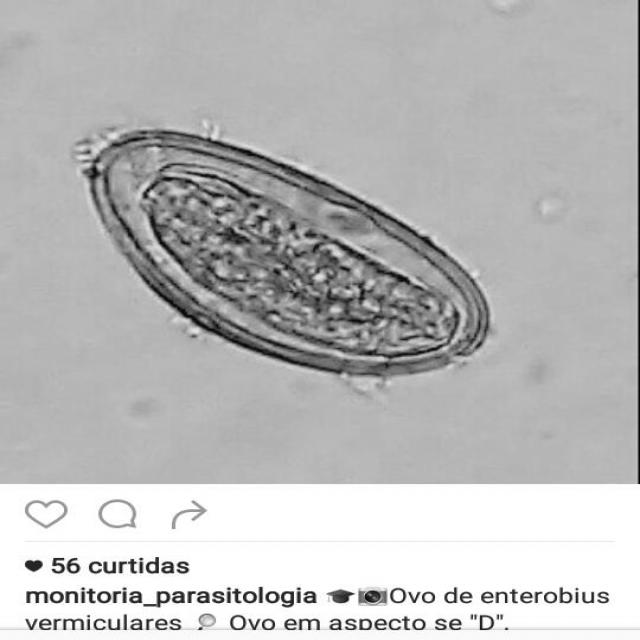 56 curtidas
monitoria_parasitologia 🎓📷Ovo de enterobius
vermiculares 🔎 Ovo em aspecto se "D".